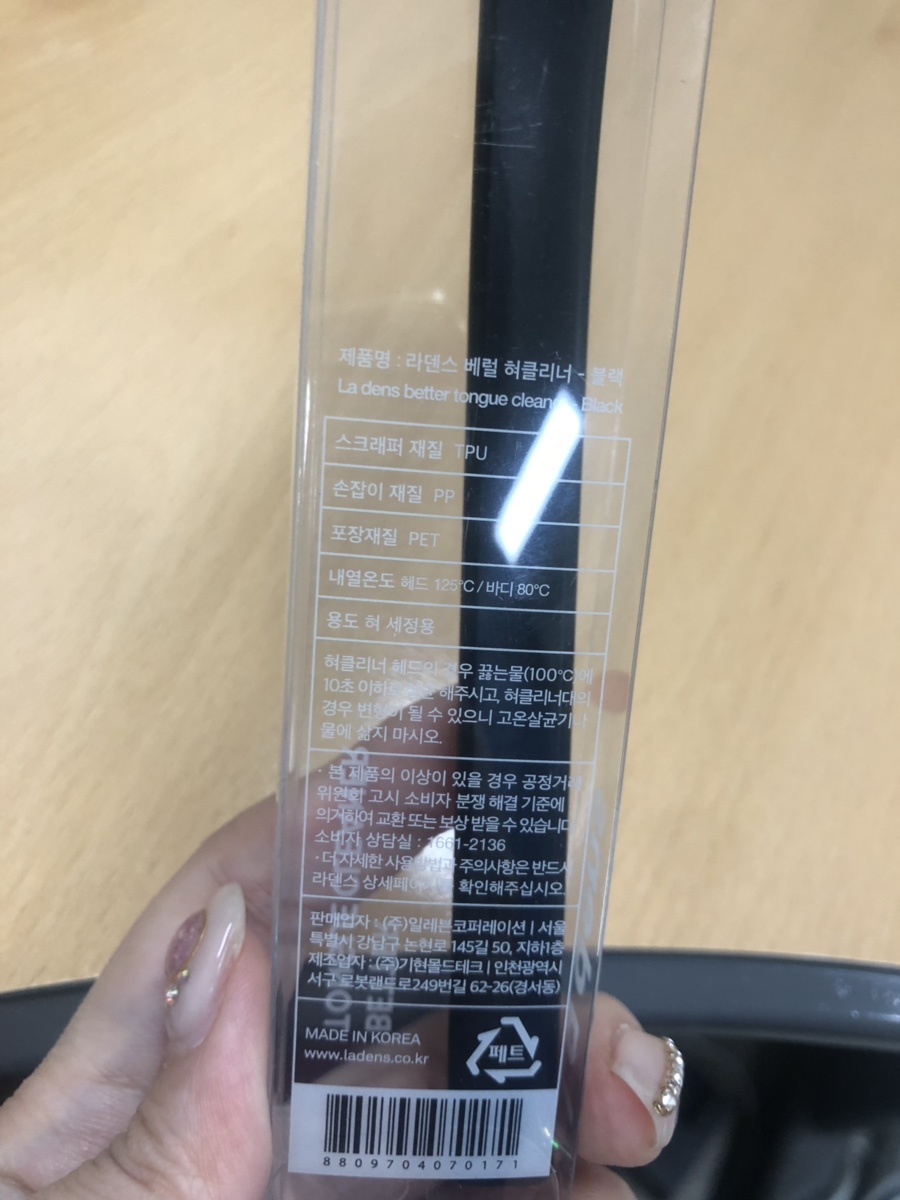 제품명 : 라덴스 베럴 혀클리너 - 블랙
La dens better tongue cleaner - Black
스크래퍼 재질 TPU
손잡이 재질 PP
포장재질 PET
내열온도 헤드 125℃ / 바디 80℃
용도 혀 세정용
혀클리너 헤드의 경우 끓는물(100℃)에
10초 이하로 해주시고, 혀클리너대의
경우 변형이 될 수 있으니 고온살균기나
물에 삶지 마시오.
· 본 제품의 이상이 있을 경우 공정거래
위원회 고시 소비자 분쟁 해결 기준에
의거하여 교환 또는 보상 받을 수 있습니다
소비자 상담실 : 1661-2136
· 더 자세한 사용방법과 주의사항은 반드시
라덴스 상세페이지를 확인해주십시오.
판매업자 : (주)일레븐코퍼레이션 | 서울
특별시 강남구 논현로 145길 50, 지하1층
제조업자 : (주)기현몰드테크 | 인천광역시
서구 로봇랜드로249번길 62-26(경서동)
MADE IN KOREA
www.ladens.co.kr
페트
8809704070171